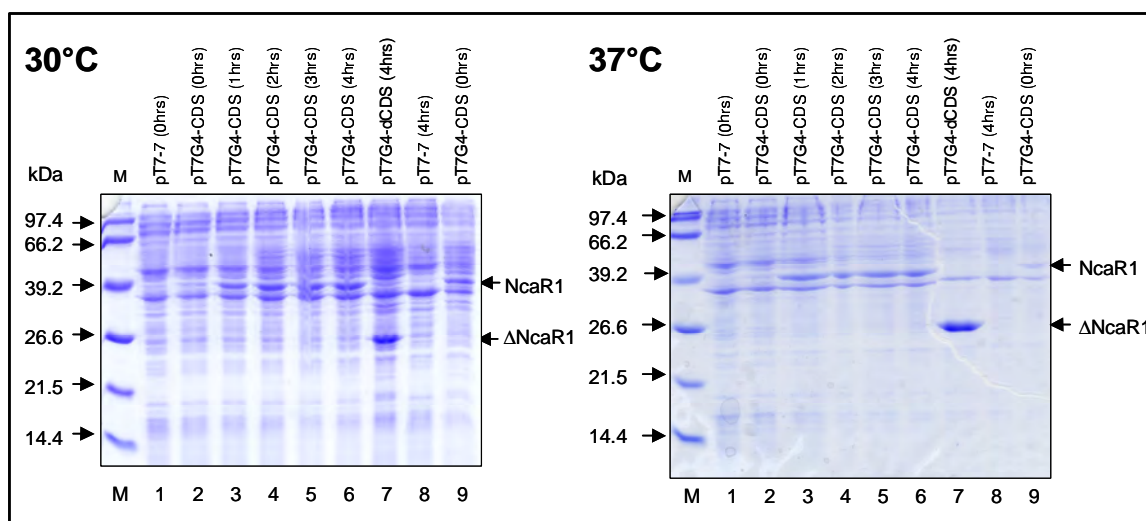 30°C
pT7-7 (0hrs)
pT7G4-CDS (0hrs)
pT7G4-CDS (1hrs)
pT7G4-CDS (2hrs)
pT7G4-CDS (3hrs)
pT7G4-CDS (4hrs)
pT7G4-dCDS (4hrs)
pT7-7 (4hrs)
pT7G4-CDS (0hrs)
kDa
M
97.4
66.2
39.2
26.6
21.5
14.4
NcaR1
ΔNcaR1
M 1 2 3 4 5 6 7 8 9
37°C
pT7-7 (0hrs)
pT7G4-CDS (0hrs)
pT7G4-CDS (1hrs)
pT7G4-CDS (2hrs)
pT7G4-CDS (3hrs)
pT7G4-CDS (4hrs)
pT7G4-dCDS (4hrs)
pT7-7 (4hrs)
pT7G4-CDS (0hrs)
kDa
M
97.4
66.2
39.2
26.6
21.5
14.4
NcaR1
ΔNcaR1
M 1 2 3 4 5 6 7 8 9